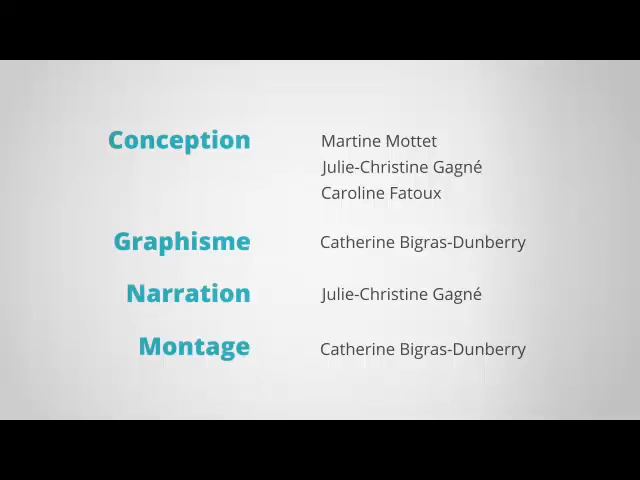 Conception Martine Mottet
Julie-Christine Gagné
Caroline Fatoux
Graphisme Catherine Bigras-Dunberry
Narration Julie-Christine Gagné
Montage Catherine Bigras-Dunberry